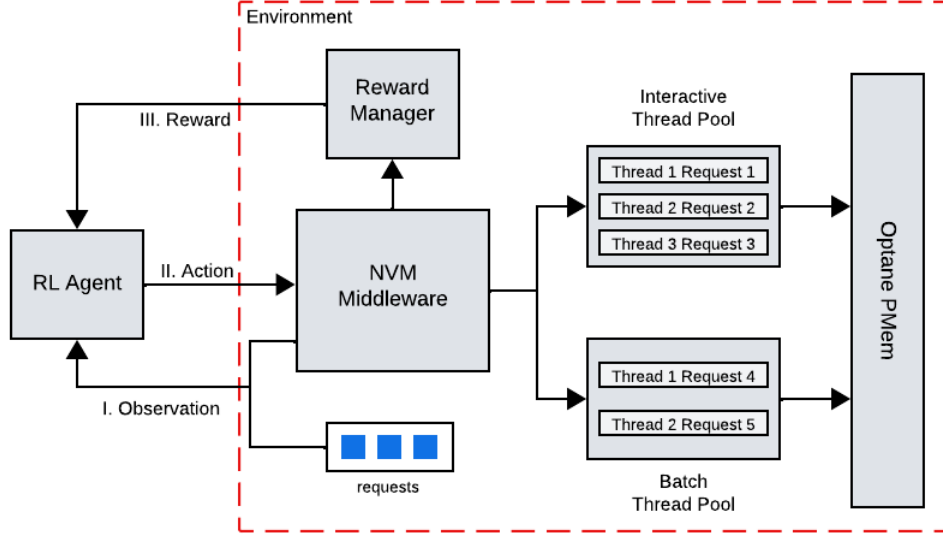 Environment
Reward
Manager
III. Reward
Interactive
Thread Pool
Thread 1 Request 1
Thread 2 Request 2
Thread 3 Request 3
RL Agent
II. Action
NVM
Middleware
Optane PMem
I. Observation
Thread 1 Request 4
Thread 2 Request 5
requests
Batch
Thread Pool